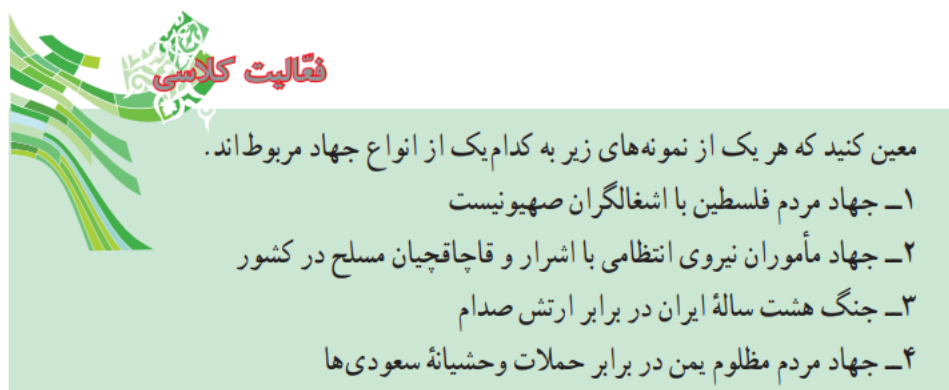 فعّالیت کلاسی
معین کنید که هر یک از نمونه‌های زیر به کدام‌یک از انواع جهاد مربوط‌اند.
۱ــ جهاد مردم فلسطین با اشغالگران صهیونیست
۲ــ جهاد مأموران نیروی انتظامی با اشرار و قاچاقچیان مسلح در کشور
۳ــ جنگ هشت سالۀ ایران در برابر ارتش صدام
۴ــ جهاد مردم مظلوم یمن در برابر حملات وحشیانۀ سعودی‌ها